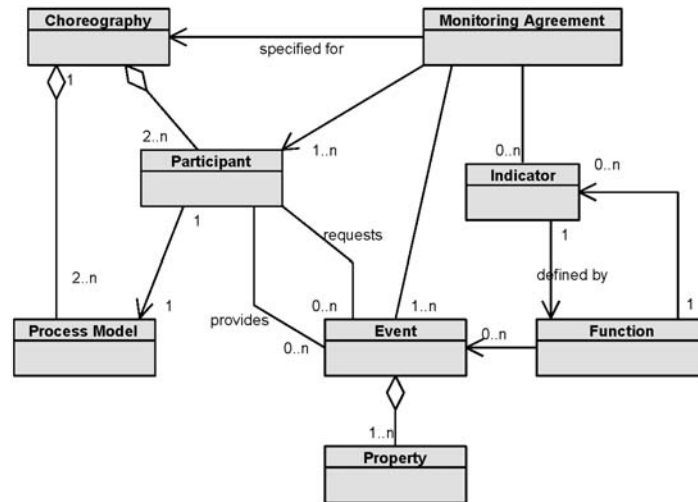 Choreography
Monitoring Agreement
specified for
1
2..n
1..n
0..n
Participant
Indicator
0..n
1
requests
1
defined by
2..n
1
provides
0..n
1..n
1
Process Model
Event
0..n
Function
0..n
1..n
Property